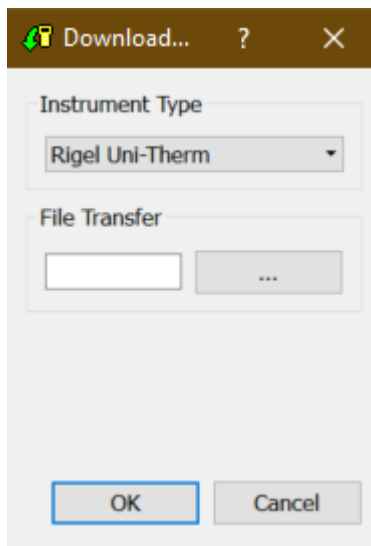 Download... ? ×
Instrument Type
Rigel Uni-Therm
File Transfer
...
OK Cancel